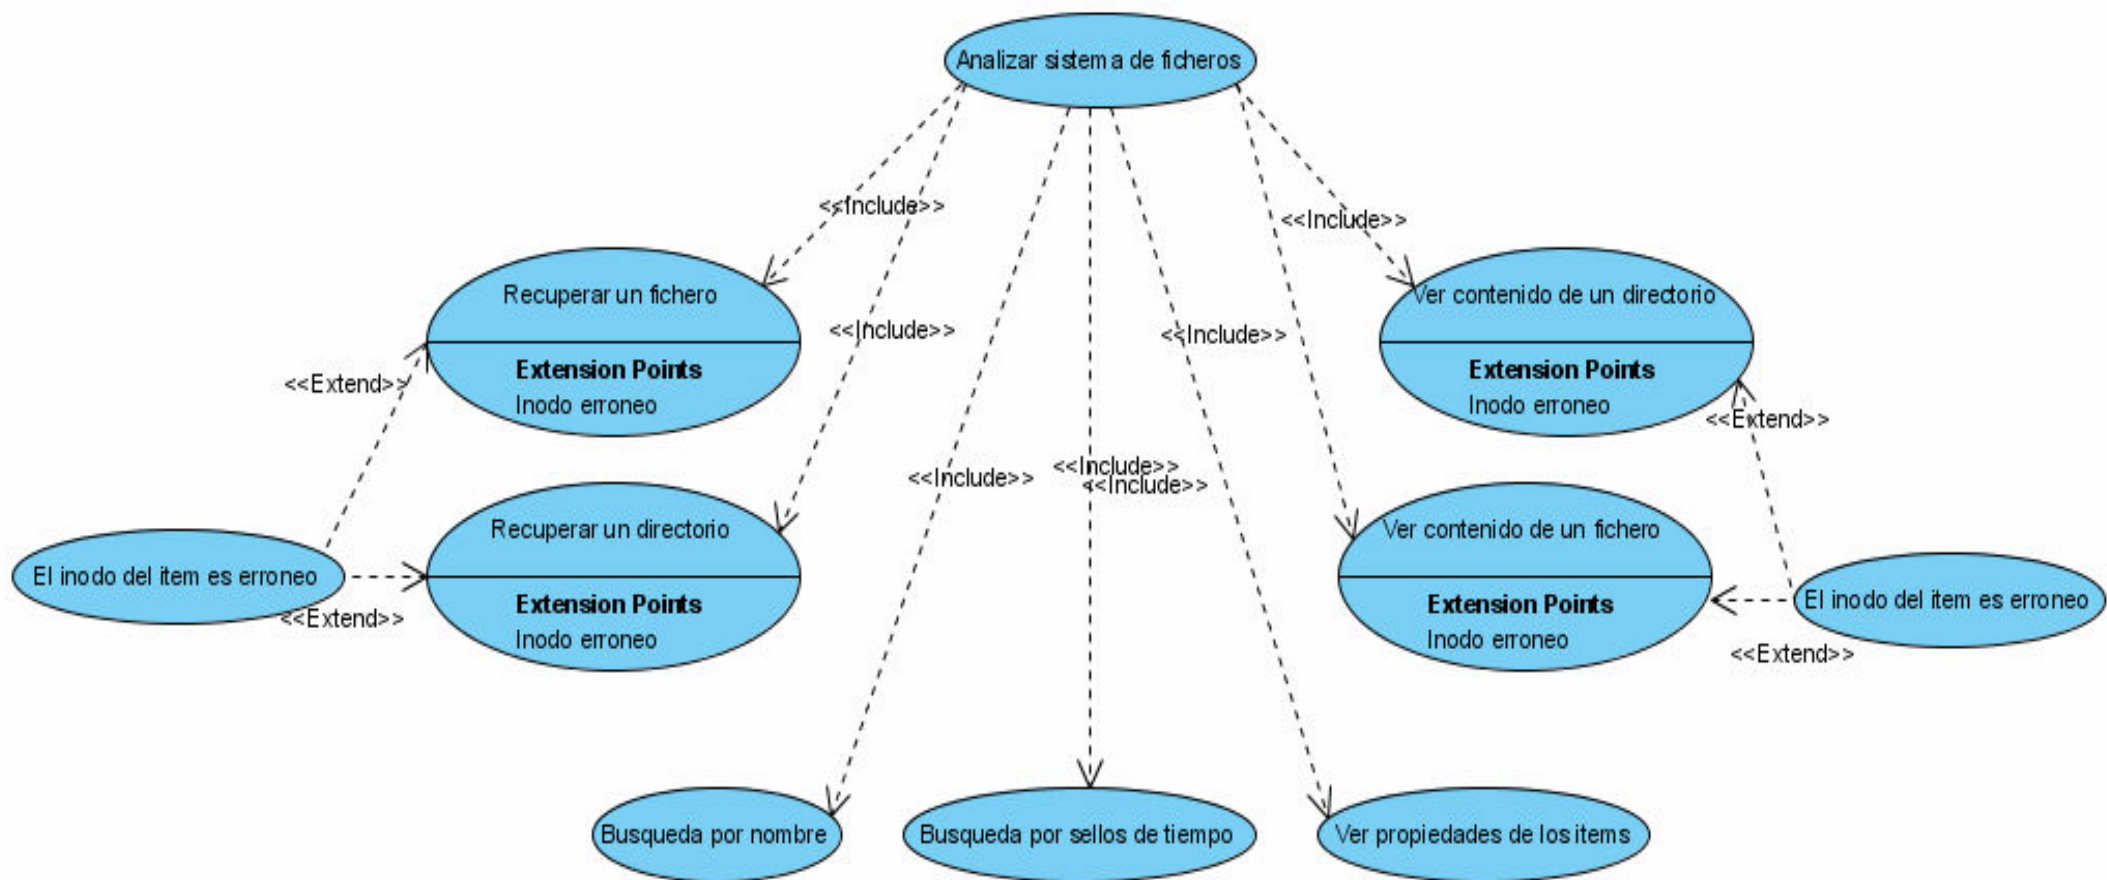 Analizar sistema de ficheros
<<Include>>
<<Include>>
Recuperar un fichero
Ver contenido de un directorio
<<Include>>
<<Include>>
Extension Points
Inodo erroneo
Extension Points
Inodo erroneo
<<Extend>>
<<Extend>>
<<Include>>
<<Include>>
<<Include>>
Recuperar un directorio
Ver contenido de un fichero
El inodo del item es erroneo
El inodo del item es erroneo
Extension Points
Inodo erroneo
Extension Points
Inodo erroneo
<<Extend>>
<<Extend>>
Busqueda por nombre
Busqueda por sellos de tiempo
Ver propiedades de los items